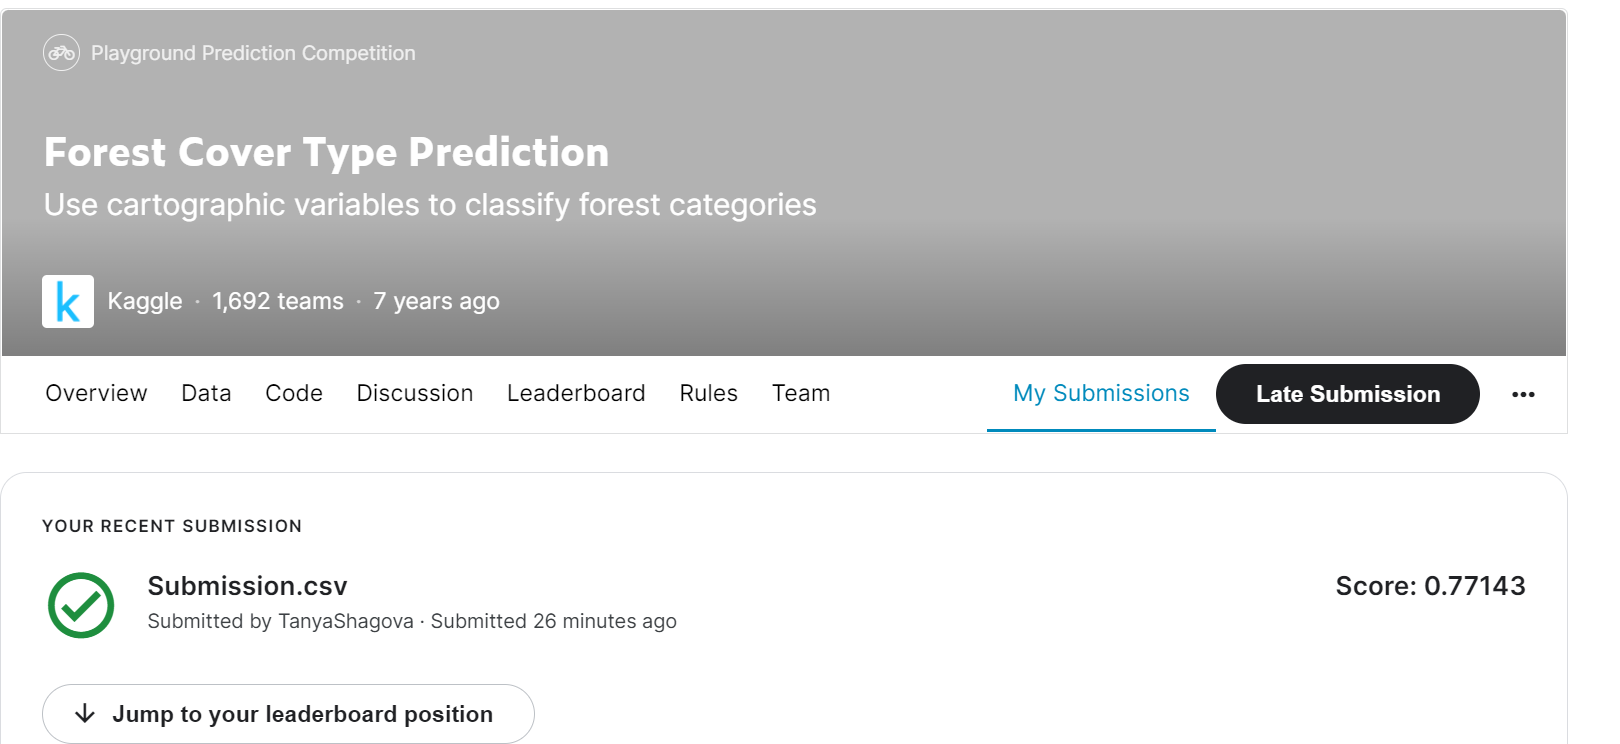 Playground Prediction Competition
Forest Cover Type Prediction
Use cartographic variables to classify forest categories
k Kaggle · 1,692 teams · 7 years ago
Overview Data Code Discussion Leaderboard Rules Team My Submissions Late Submission •••
YOUR RECENT SUBMISSION
Submission.csv Score: 0.77143
Submitted by TanyaShagova · Submitted 26 minutes ago
Jump to your leaderboard position